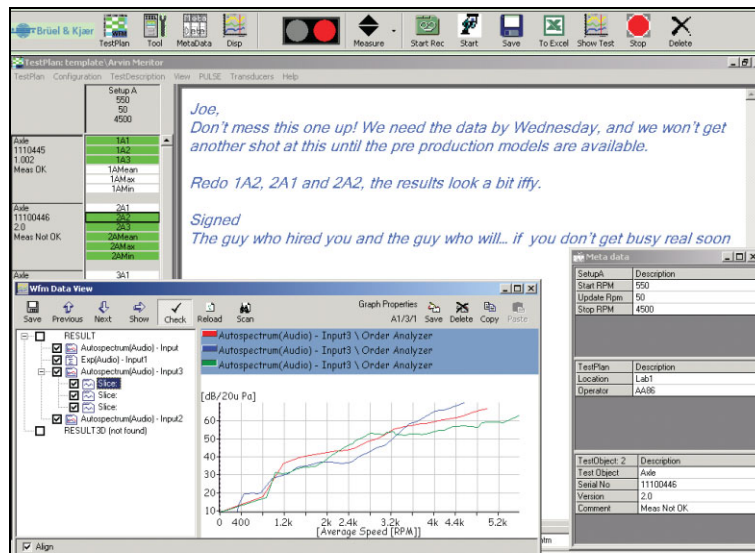 Brüel & Kjær
TestPlan
Tool
MetaData
Disp
Measure
Start Rec
Start
Save
To Excel
Show Test
Stop
Delete
TestPlan: template\Arvin Meritor
TestPlan Configuration TestDescription View PULSE Transducers Help
Setup A
550
50
4500
Axle
1110445
1.002
Meas OK
1A1
1A2
1A3
1AMean
1AMax
1AMin
Axle
11100446
2.0
Meas Not OK
2A1
2A2
2A3
2AMean
2AMax
2AMin
Axle
3A1
Joe,
Don't mess this one up! We need the data by Wednesday, and we won't get
another shot at this until the pre production models are available.
Redo 1A2, 2A1 and 2A2, the results look a bit iffy.
Signed
The guy who hired you and the guy who will... if you don't get busy real soon
Wfm Data View
Save Previous Next Show Check Reload Scan
Graph Properties
A1/3/1 Save Delete Copy Paste
RESULT
Autospectrum(Audio) - Input
Exp(Audio) - Input1
Autospectrum(Audio) - Input3
Slice:
Slice:
Slice:
Autospectrum(Audio) - Input2
RESULT3D (not found)
Autospectrum(Audio) - Input3 \ Order Analyzer
Autospectrum(Audio) - Input3 \ Order Analyzer
Autospectrum(Audio) - Input3 \ Order Analyzer
[dB/20u Pa]
60
50
40
30
20
10
0 400 1.2k 2k 2.4k 3.2k 4k 4.4k 5.2k
[Average Speed [RPM]]
Align
Meta data
SetupA Description
Start RPM 550
Update Rpm 50
Stop RPM 4500
TestPlan Description
Location Lab1
Operator AA86
TestObject: 2 Description
Test Object Axle
Serial No 11100446
Version 2.0
Comment Meas Not OK